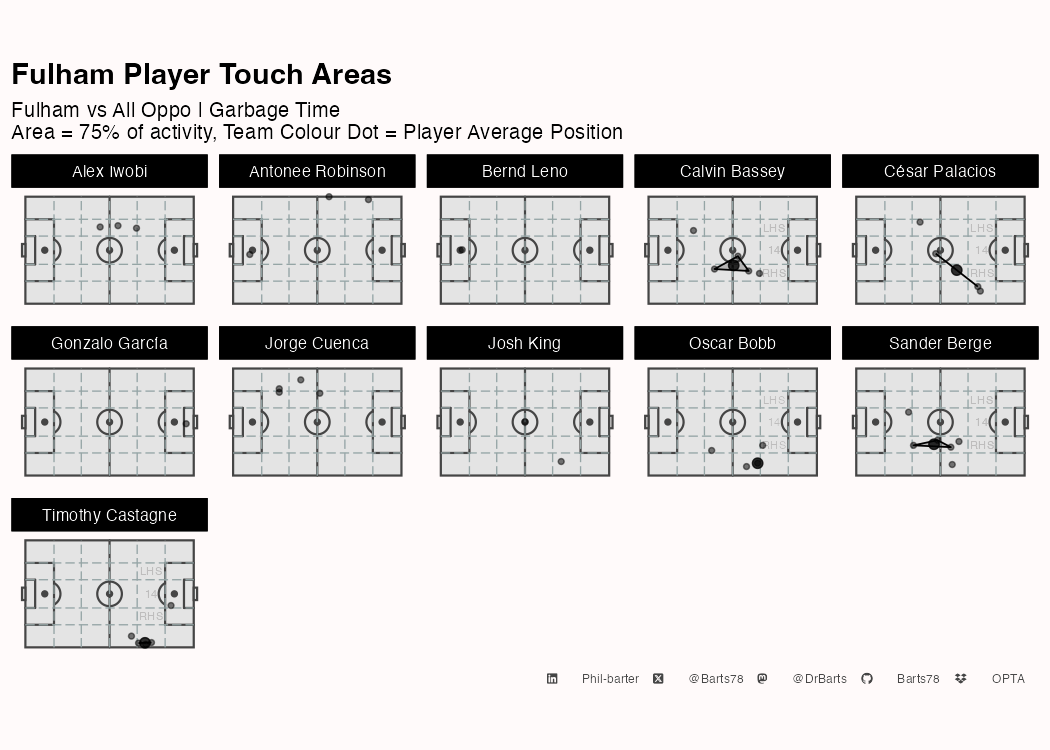 Fulham Player Touch Areas
Fulham vs All Oppo | Garbage Time
Area = 75% of activity, Team Colour Dot = Player Average Position
Alex Iwobi
Antonee Robinson
Bernd Leno
Calvin Bassey
César Palacios
LHS
14
RHS
LHS
14
RHS
Gonzalo García
Jorge Cuenca
Josh King
Oscar Bobb
Sander Berge
LHS
14
RHS
LHS
14
RHS
Timothy Castagne
LHS
14
RHS
Phil-barter @Barts78 @DrBarts Barts78 OPTA